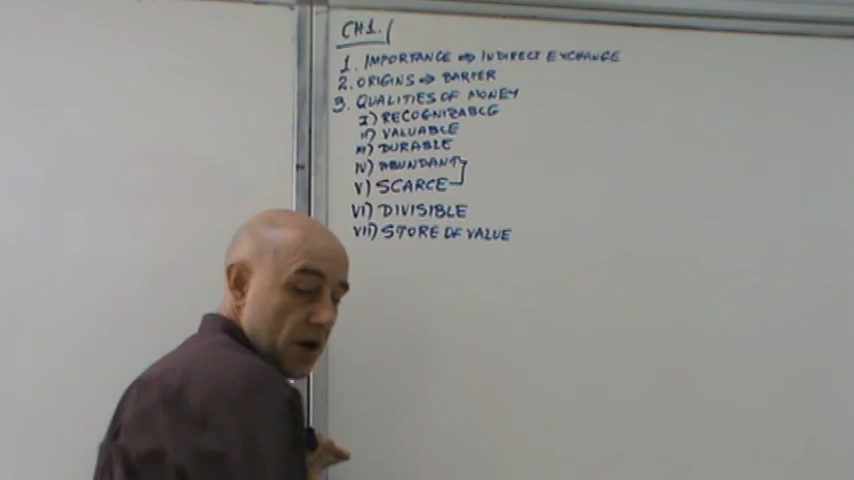 CH1.
1. IMPORTANCE ⇒ INDIRECT EXCHANGE
2. ORIGINS ⇒ BARTER
3. QUALITIES OF MONEY
I) RECOGNIZABLE
II) VALUABLE
III) DURABLE
IV) ABUNDANT
V) SCARCE
VI) DIVISIBLE
VII) STORE OF VALUE